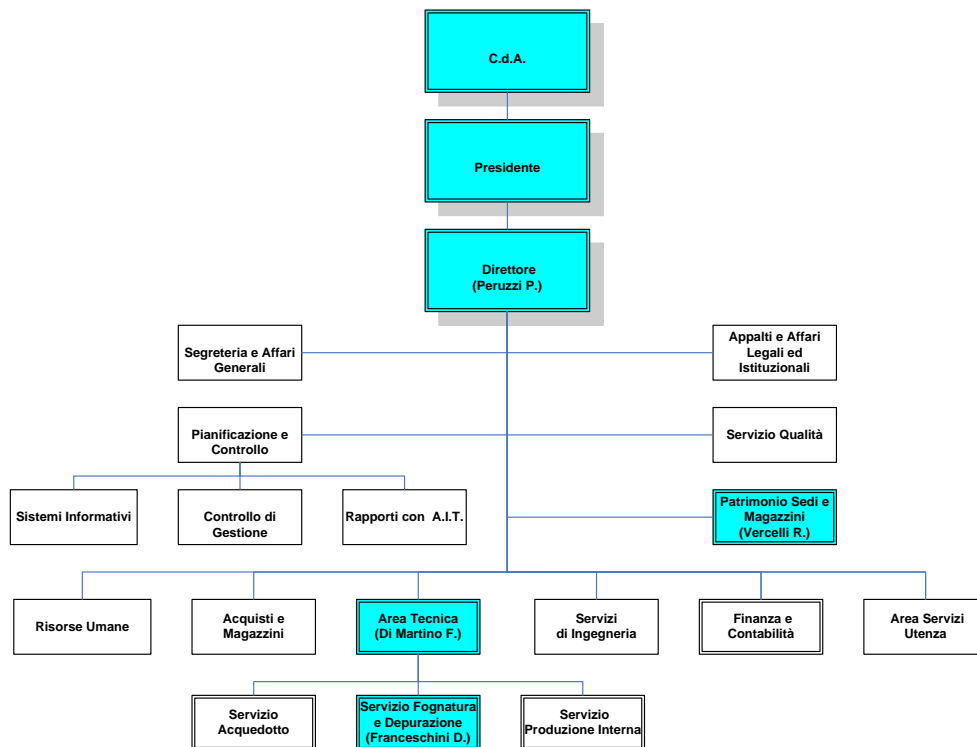 C.d.A.
Presidente
Direttore
(Peruzzi P.)
Segreteria e Affari
Generali
Appalti e Affari
Legali ed
Istituzionali
Pianificazione e
Controllo
Servizio Qualità
Sistemi Informativi
Controllo di
Gestione
Rapporti con A.I.T.
Patrimonio Sedi e
Magazzini
(Vercelli R.)
Risorse Umane
Acquisti e
Magazzini
Area Tecnica
(Di Martino F.)
Servizi
di Ingegneria
Finanza e
Contabilità
Area Servizi
Utenza
Servizio
Acquedotto
Servizio Fognatura
e Depurazione
(Franceschini D.)
Servizio
Produzione Interna